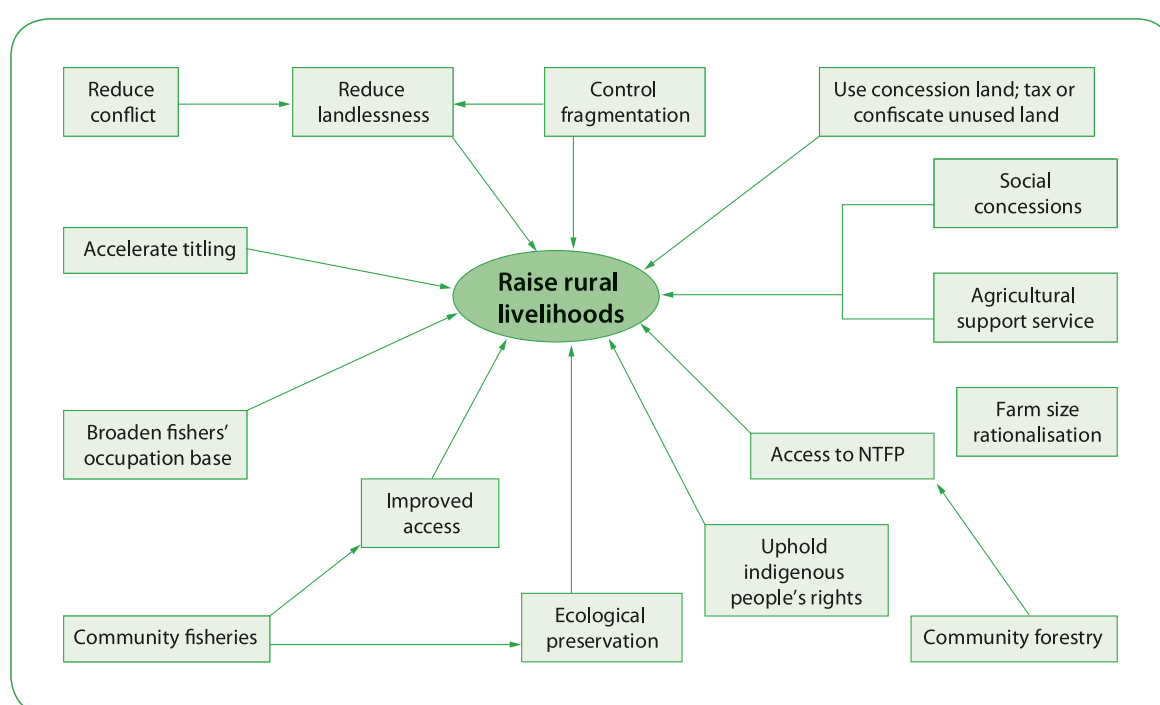 Reduce
conflict
Reduce
landlessness
Control
fragmentation
Use concession land; tax or
confiscate unused land
Social
concessions
Accelerate titling
Raise rural
livelihoods
Agricultural
support service
Broaden fishers’
occupation base
Farm size
rationalisation
Access to NTFP
Improved
access
Uphold
indigenous
people’s rights
Community fisheries
Ecological
preservation
Community forestry